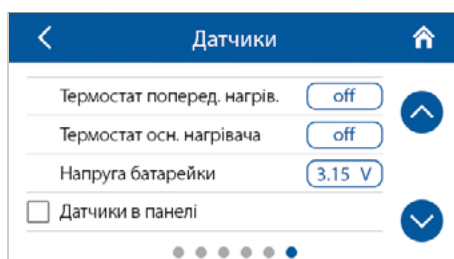 Датчики
Термостат поперед. нагрів. off
Термостат осн. нагрівача off
Напруга батарейки 3.15 V
Датчики в панелі